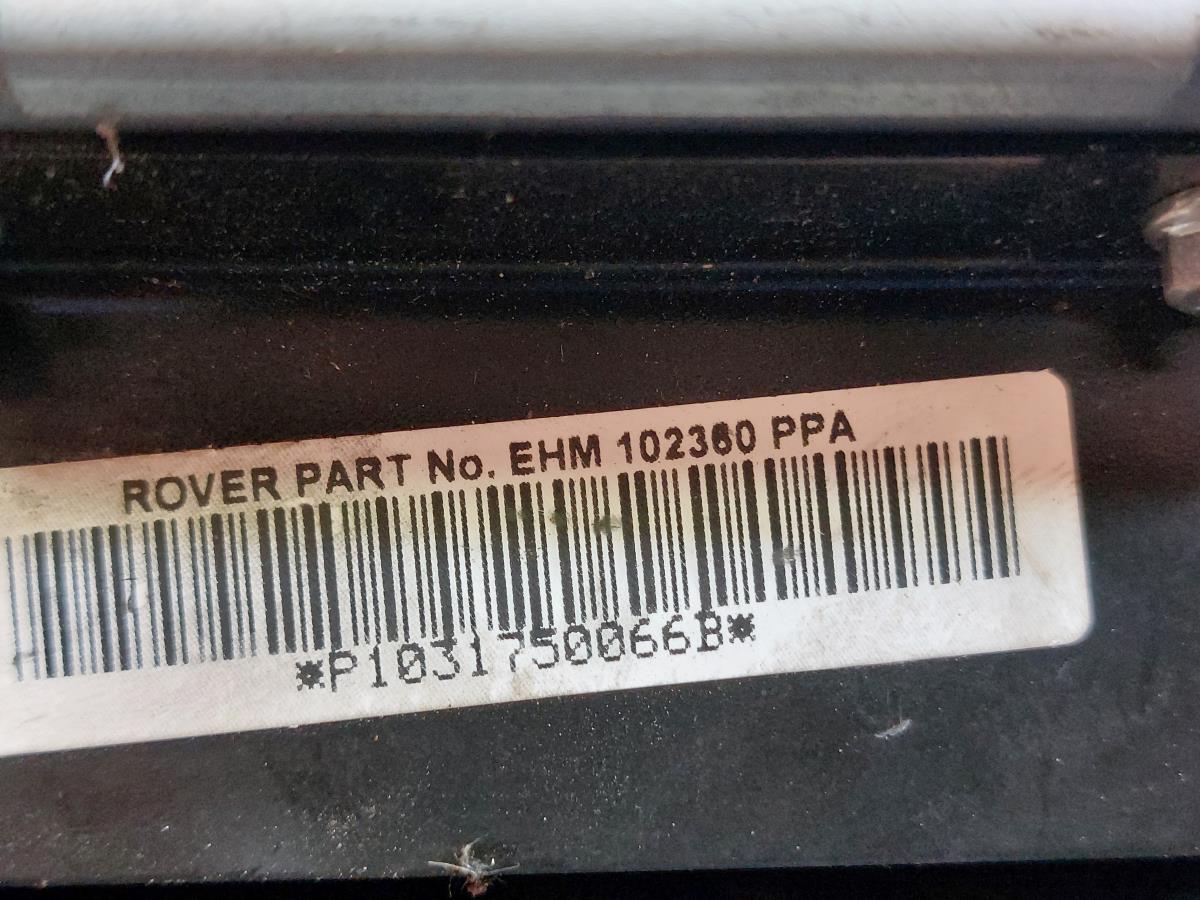 ROVER PART No. EHM 102360 PPA
*P1031750066B*